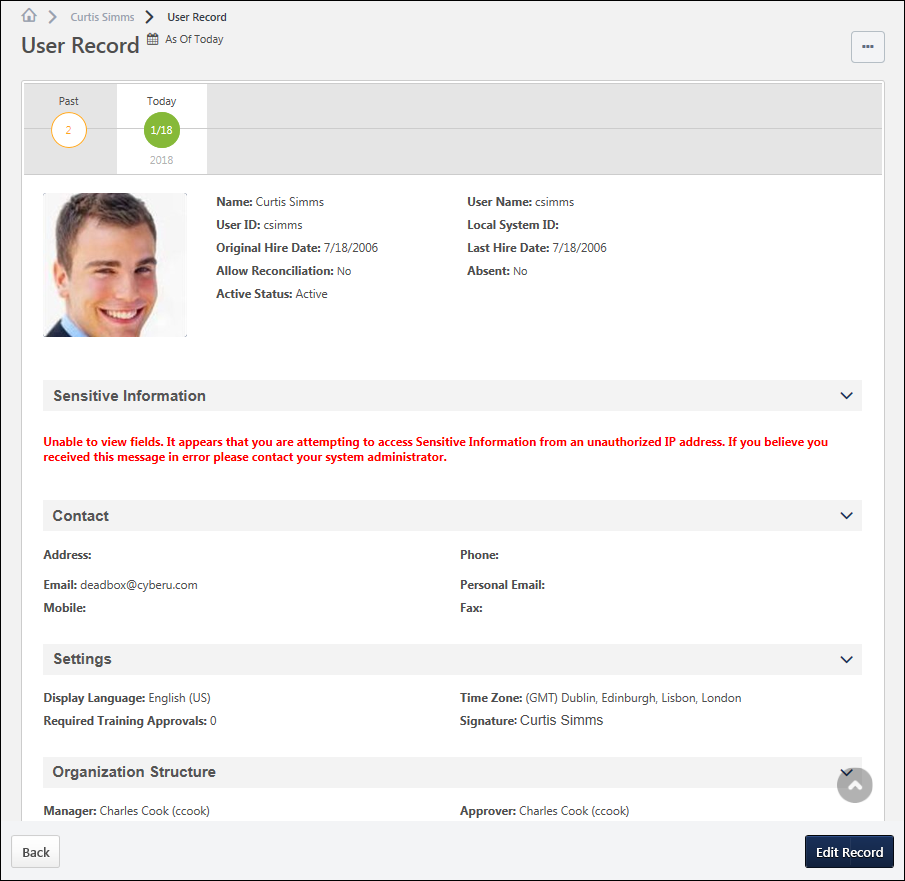 Curtis Simms User Record
User Record As Of Today
...
Past Today
2 1/18
2018
Name: Curtis Simms User Name: csimms
User ID: csimms Local System ID:
Original Hire Date: 7/18/2006 Last Hire Date: 7/18/2006
Allow Reconciliation: No Absent: No
Active Status: Active
Sensitive Information
Unable to view fields. It appears that you are attempting to access Sensitive Information from an unauthorized IP address. If you believe you
received this message in error please contact your system administrator.
Contact
Address: Phone:
Email: deadbox@cyberu.com Personal Email:
Mobile: Fax:
Settings
Display Language: English (US) Time Zone: (GMT) Dublin, Edinburgh, Lisbon, London
Required Training Approvals: 0 Signature: Curtis Simms
Organization Structure
Manager: Charles Cook (ccook) Approver: Charles Cook (ccook)
Back Edit Record